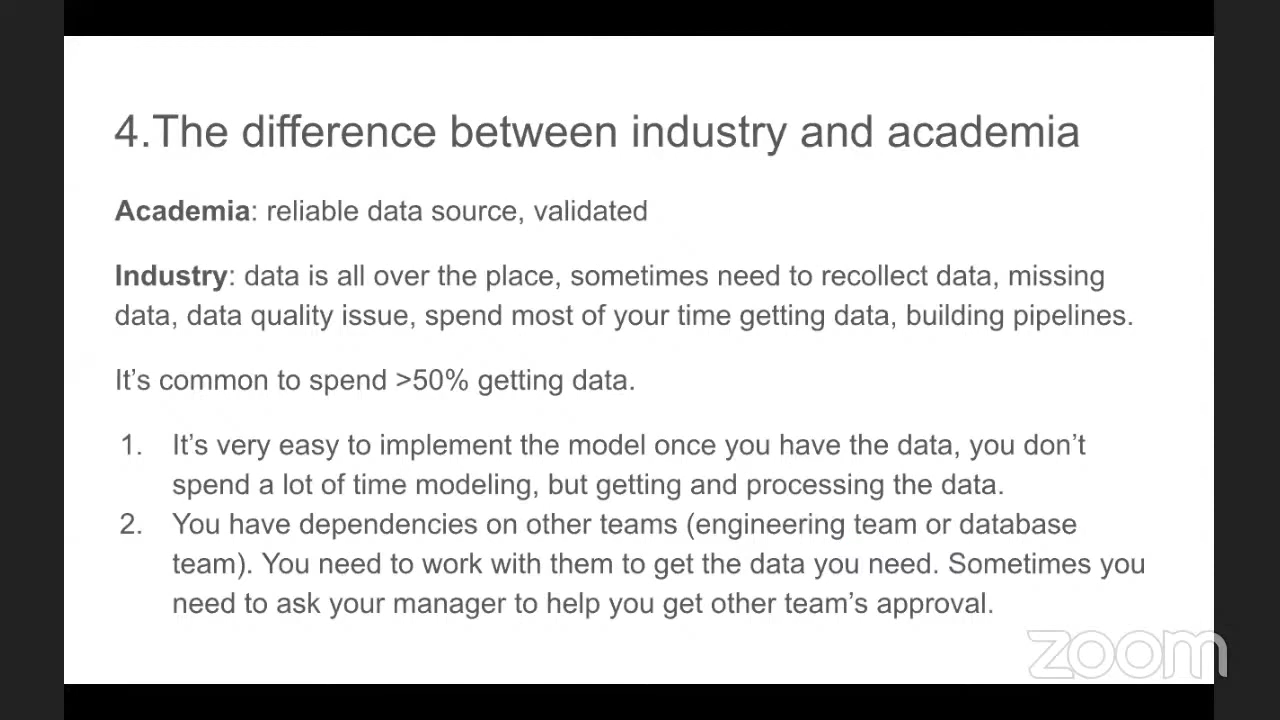 4.The difference between industry and academia
Academia: reliable data source, validated
Industry: data is all over the place, sometimes need to recollect data, missing
data, data quality issue, spend most of your time getting data, building pipelines.
It’s common to spend >50% getting data.
1. It’s very easy to implement the model once you have the data, you don’t
spend a lot of time modeling, but getting and processing the data.
2. You have dependencies on other teams (engineering team or database
team). You need to work with them to get the data you need. Sometimes you
need to ask your manager to help you get other team’s approval.
zoom